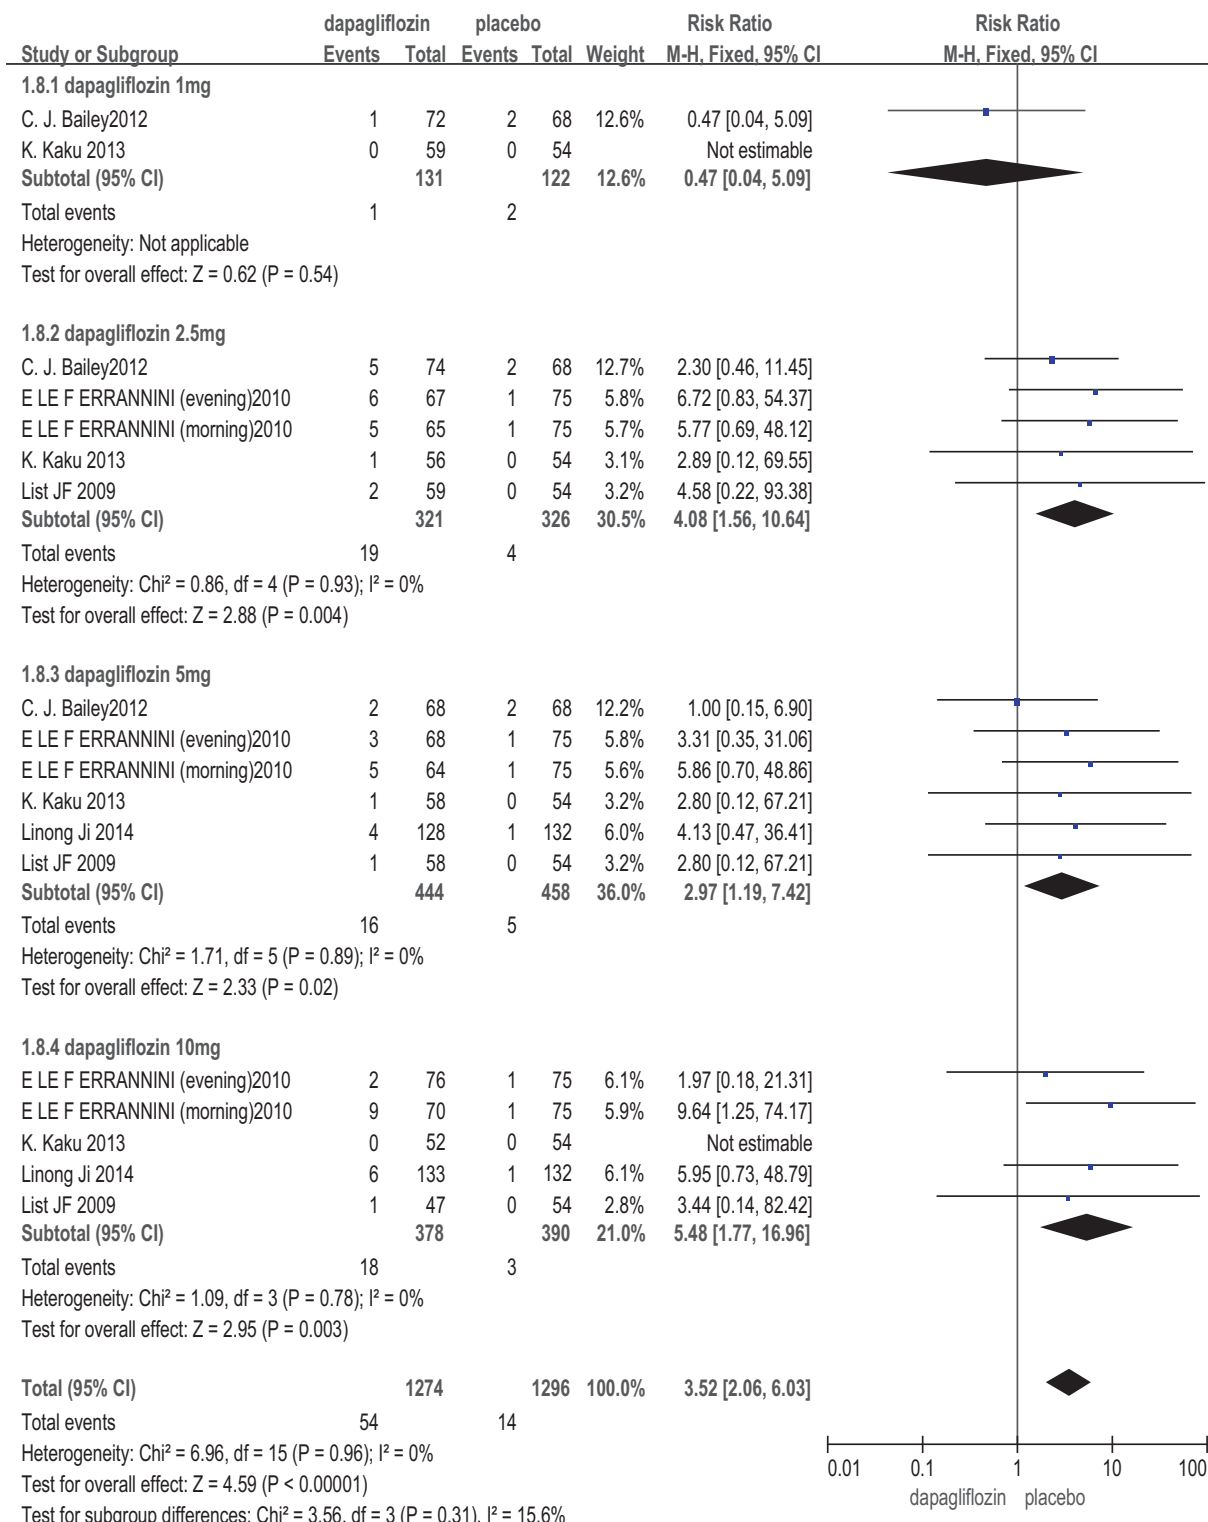 dapagliflozin placebo Risk Ratio Risk Ratio
Study or Subgroup Events Total Events Total Weight M-H, Fixed, 95% CI M-H, Fixed, 95% CI
1.8.1 dapagliflozin 1mg
C. J. Bailey2012 1 72 2 68 12.6% 0.47 [0.04, 5.09]
K. Kaku 2013 0 59 0 54 Not estimable
Subtotal (95% CI) 131 122 12.6% 0.47 [0.04, 5.09]
Total events 1 2
Heterogeneity: Not applicable
Test for overall effect: Z = 0.62 (P = 0.54)
1.8.2 dapagliflozin 2.5mg
C. J. Bailey2012 5 74 2 68 12.7% 2.30 [0.46, 11.45]
E LE F ERRANNINI (evening)2010 6 67 1 75 5.8% 6.72 [0.83, 54.37]
E LE F ERRANNINI (morning)2010 5 65 1 75 5.7% 5.77 [0.69, 48.12]
K. Kaku 2013 1 56 0 54 3.1% 2.89 [0.12, 69.55]
List JF 2009 2 59 0 54 3.2% 4.58 [0.22, 93.38]
Subtotal (95% CI) 321 326 30.5% 4.08 [1.56, 10.64]
Total events 19 4
Heterogeneity: Chi² = 0.86, df = 4 (P = 0.93); I² = 0%
Test for overall effect: Z = 2.88 (P = 0.004)
1.8.3 dapagliflozin 5mg
C. J. Bailey2012 2 68 2 68 12.2% 1.00 [0.15, 6.90]
E LE F ERRANNINI (evening)2010 3 68 1 75 5.8% 3.31 [0.35, 31.06]
E LE F ERRANNINI (morning)2010 5 64 1 75 5.6% 5.86 [0.70, 48.86]
K. Kaku 2013 1 58 0 54 3.2% 2.80 [0.12, 67.21]
Linong Ji 2014 4 128 1 132 6.0% 4.13 [0.47, 36.41]
List JF 2009 1 58 0 54 3.2% 2.80 [0.12, 67.21]
Subtotal (95% CI) 444 458 36.0% 2.97 [1.19, 7.42]
Total events 16 5
Heterogeneity: Chi² = 1.71, df = 5 (P = 0.89); I² = 0%
Test for overall effect: Z = 2.33 (P = 0.02)
1.8.4 dapagliflozin 10mg
E LE F ERRANNINI (evening)2010 2 76 1 75 6.1% 1.97 [0.18, 21.31]
E LE F ERRANNINI (morning)2010 9 70 1 75 5.9% 9.64 [1.25, 74.17]
K. Kaku 2013 0 52 0 54 Not estimable
Linong Ji 2014 6 133 1 132 6.1% 5.95 [0.73, 48.79]
List JF 2009 1 47 0 54 2.8% 3.44 [0.14, 82.42]
Subtotal (95% CI) 378 390 21.0% 5.48 [1.77, 16.96]
Total events 18 3
Heterogeneity: Chi² = 1.09, df = 3 (P = 0.78); I² = 0%
Test for overall effect: Z = 2.95 (P = 0.003)
Total (95% CI) 1274 1296 100.0% 3.52 [2.06, 6.03]
Total events 54 14
Heterogeneity: Chi² = 6.96, df = 15 (P = 0.96); I² = 0%
Test for overall effect: Z = 4.59 (P < 0.00001)
Test for subgroup differences: Chi² = 3.56, df = 3 (P = 0.31), I² = 15.6%
0.01 0.1 1 10 100
dapagliflozin placebo